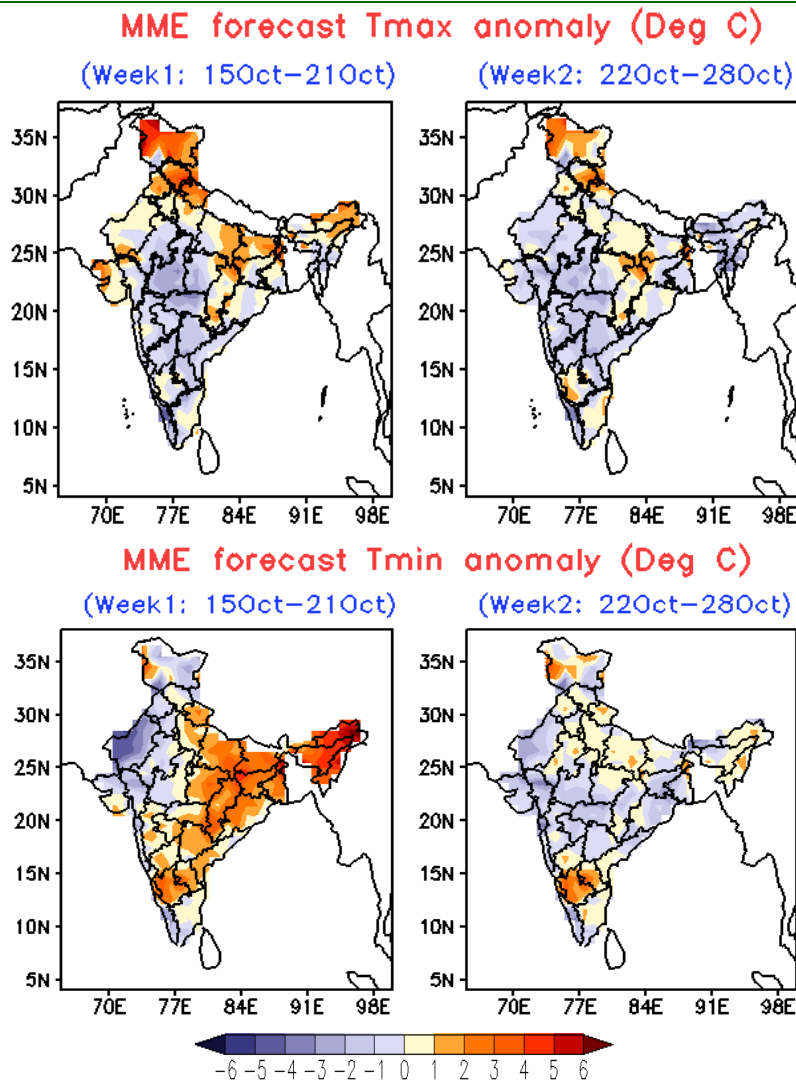 MME forecast Tmax anomaly (Deg C)
(Week1: 15Oct-21Oct) (Week2: 22Oct-28Oct)
35N 35N
30N 30N
25N 25N
20N 20N
15N 15N
10N 10N
5N 5N
70E 77E 84E 91E 98E 70E 77E 84E 91E 98E
MME forecast Tmin anomaly (Deg C)
(Week1: 15Oct-21Oct) (Week2: 22Oct-28Oct)
35N 35N
30N 30N
25N 25N
20N 20N
15N 15N
10N 10N
5N 5N
70E 77E 84E 91E 98E 70E 77E 84E 91E 98E
-6 -5 -4 -3 -2 -1 0 1 2 3 4 5 6